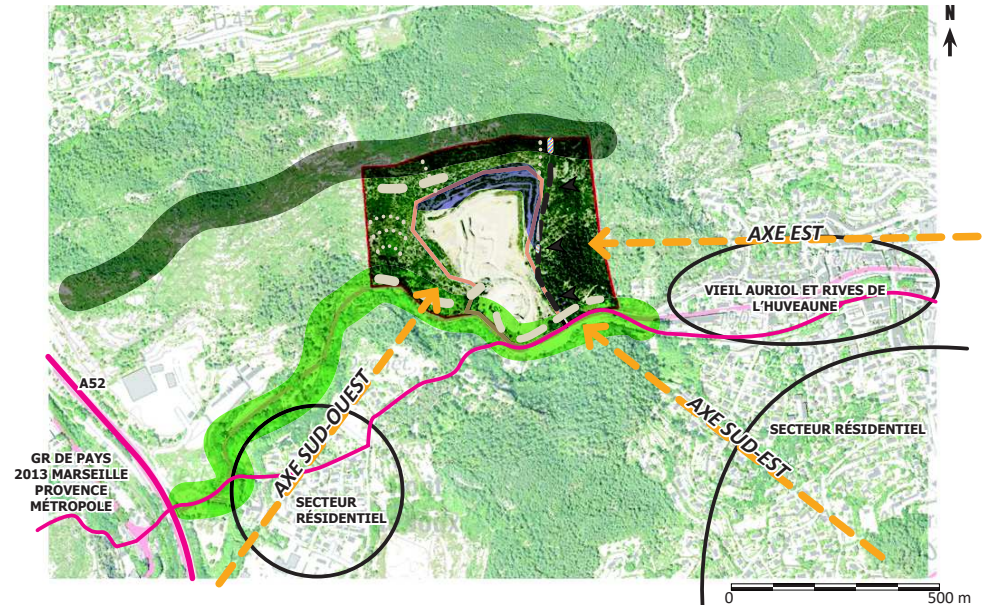 N
D 45
AXE EST
VIEIL AURIOL ET RIVES DE
L'HUVEAUNE
A52
AXE SUD-OUEST
AXE SUD-EST
SECTEUR RÉSIDENTIEL
GR DE PAYS
2013 MARSEILLE
PROVENCE
MÉTROPOLE
SECTEUR
RÉSIDENTIEL
0 500 m